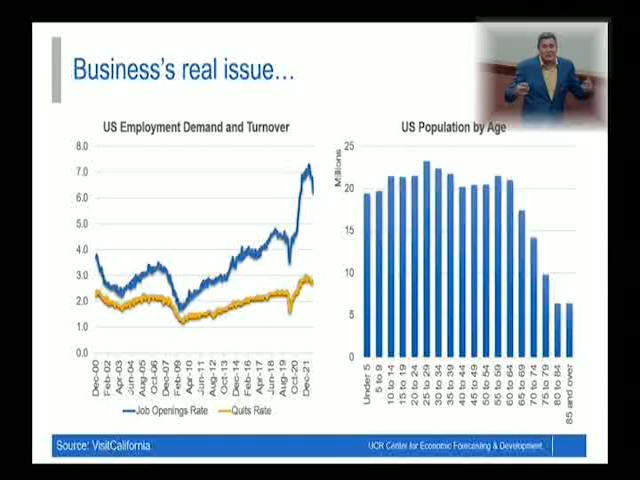 Business's real issue…
US Employment Demand and Turnover
8.0
7.0
6.0
5.0
4.0
3.0
2.0
1.0
0.0
Dec-00
Feb-02
Apr-03
Jun-04
Aug-05
Oct-06
Dec-07
Feb-09
Apr-10
Jun-11
Aug-12
Oct-13
Dec-14
Feb-16
Apr-17
Jun-18
Aug-19
Oct-20
Dec-21
Job Openings Rate
Quits Rate
US Population by Age
Millions
25
20
15
10
5
0
Under 5
5 to 9
10 to 14
15 to 19
20 to 24
25 to 29
30 to 34
35 to 39
40 to 44
45 to 49
50 to 54
55 to 59
60 to 64
65 to 69
70 to 74
75 to 79
80 to 84
85 and over
Source: VisitCalifornia
UCR Center for Economic Forecasting & Development